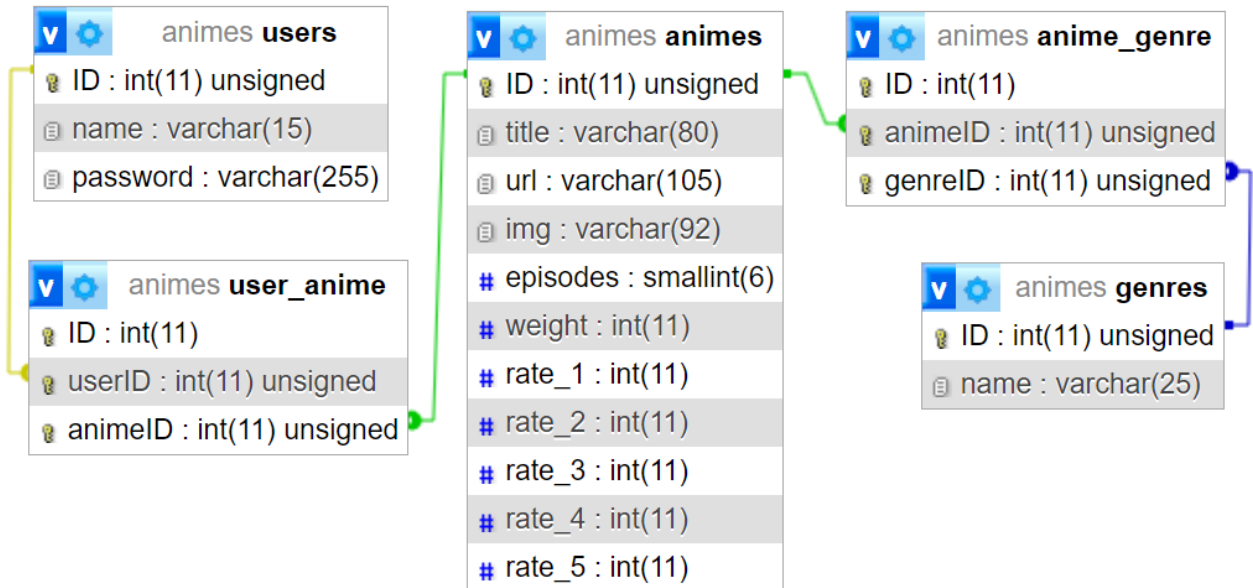 v animes users
ID : int(11) unsigned
name : varchar(15)
password : varchar(255)
v animes user_anime
ID : int(11)
userID : int(11) unsigned
animeID : int(11) unsigned
v animes animes
ID : int(11) unsigned
title : varchar(80)
url : varchar(105)
img : varchar(92)
# episodes : smallint(6)
# weight : int(11)
# rate_1 : int(11)
# rate_2 : int(11)
# rate_3 : int(11)
# rate_4 : int(11)
# rate_5 : int(11)
v animes anime_genre
ID : int(11)
animeID : int(11) unsigned
genreID : int(11) unsigned
v animes genres
ID : int(11) unsigned
name : varchar(25)